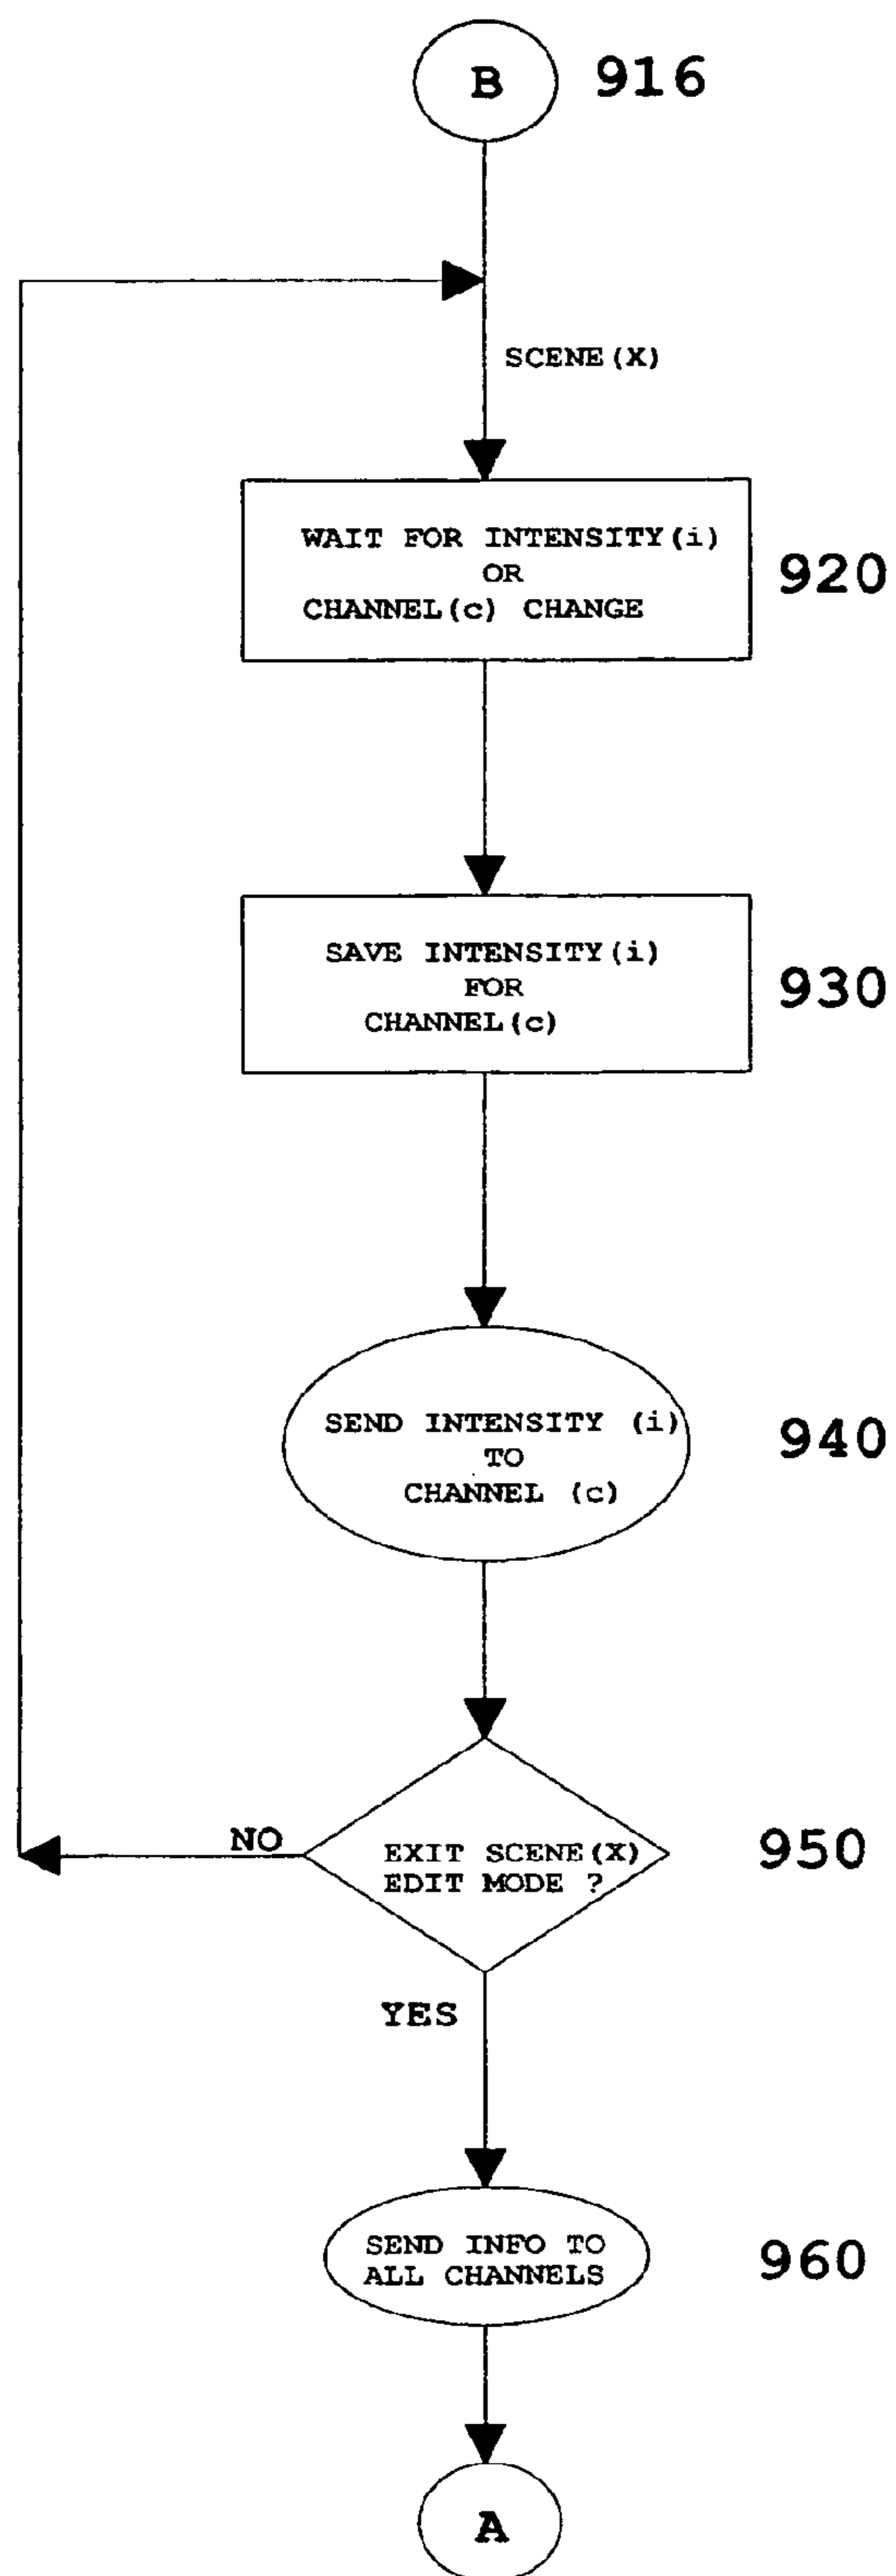 B 916
SCENE(X)
WAIT FOR INTENSITY(i)
OR
CHANNEL(c) CHANGE
920
SAVE INTENSITY(i)
FOR
CHANNEL(c)
930
SEND INTENSITY (i)
TO
CHANNEL (c)
940
NO
EXIT SCENE(X)
EDIT MODE ?
950
YES
SEND INFO TO
ALL CHANNELS
960
A